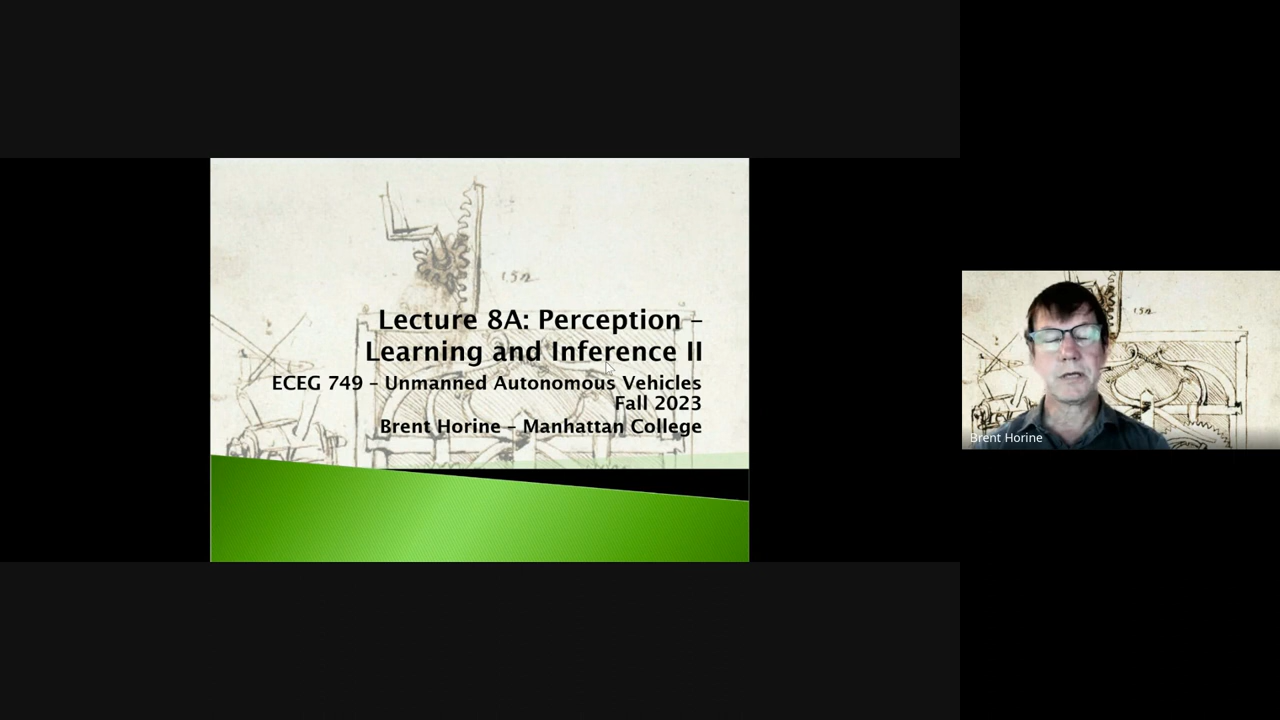 Lecture 8A: Perception –
Learning and Inference II
ECEG 749 – Unmanned Autonomous Vehicles
Fall 2023
Brent Horine – Manhattan College
Brent Horine